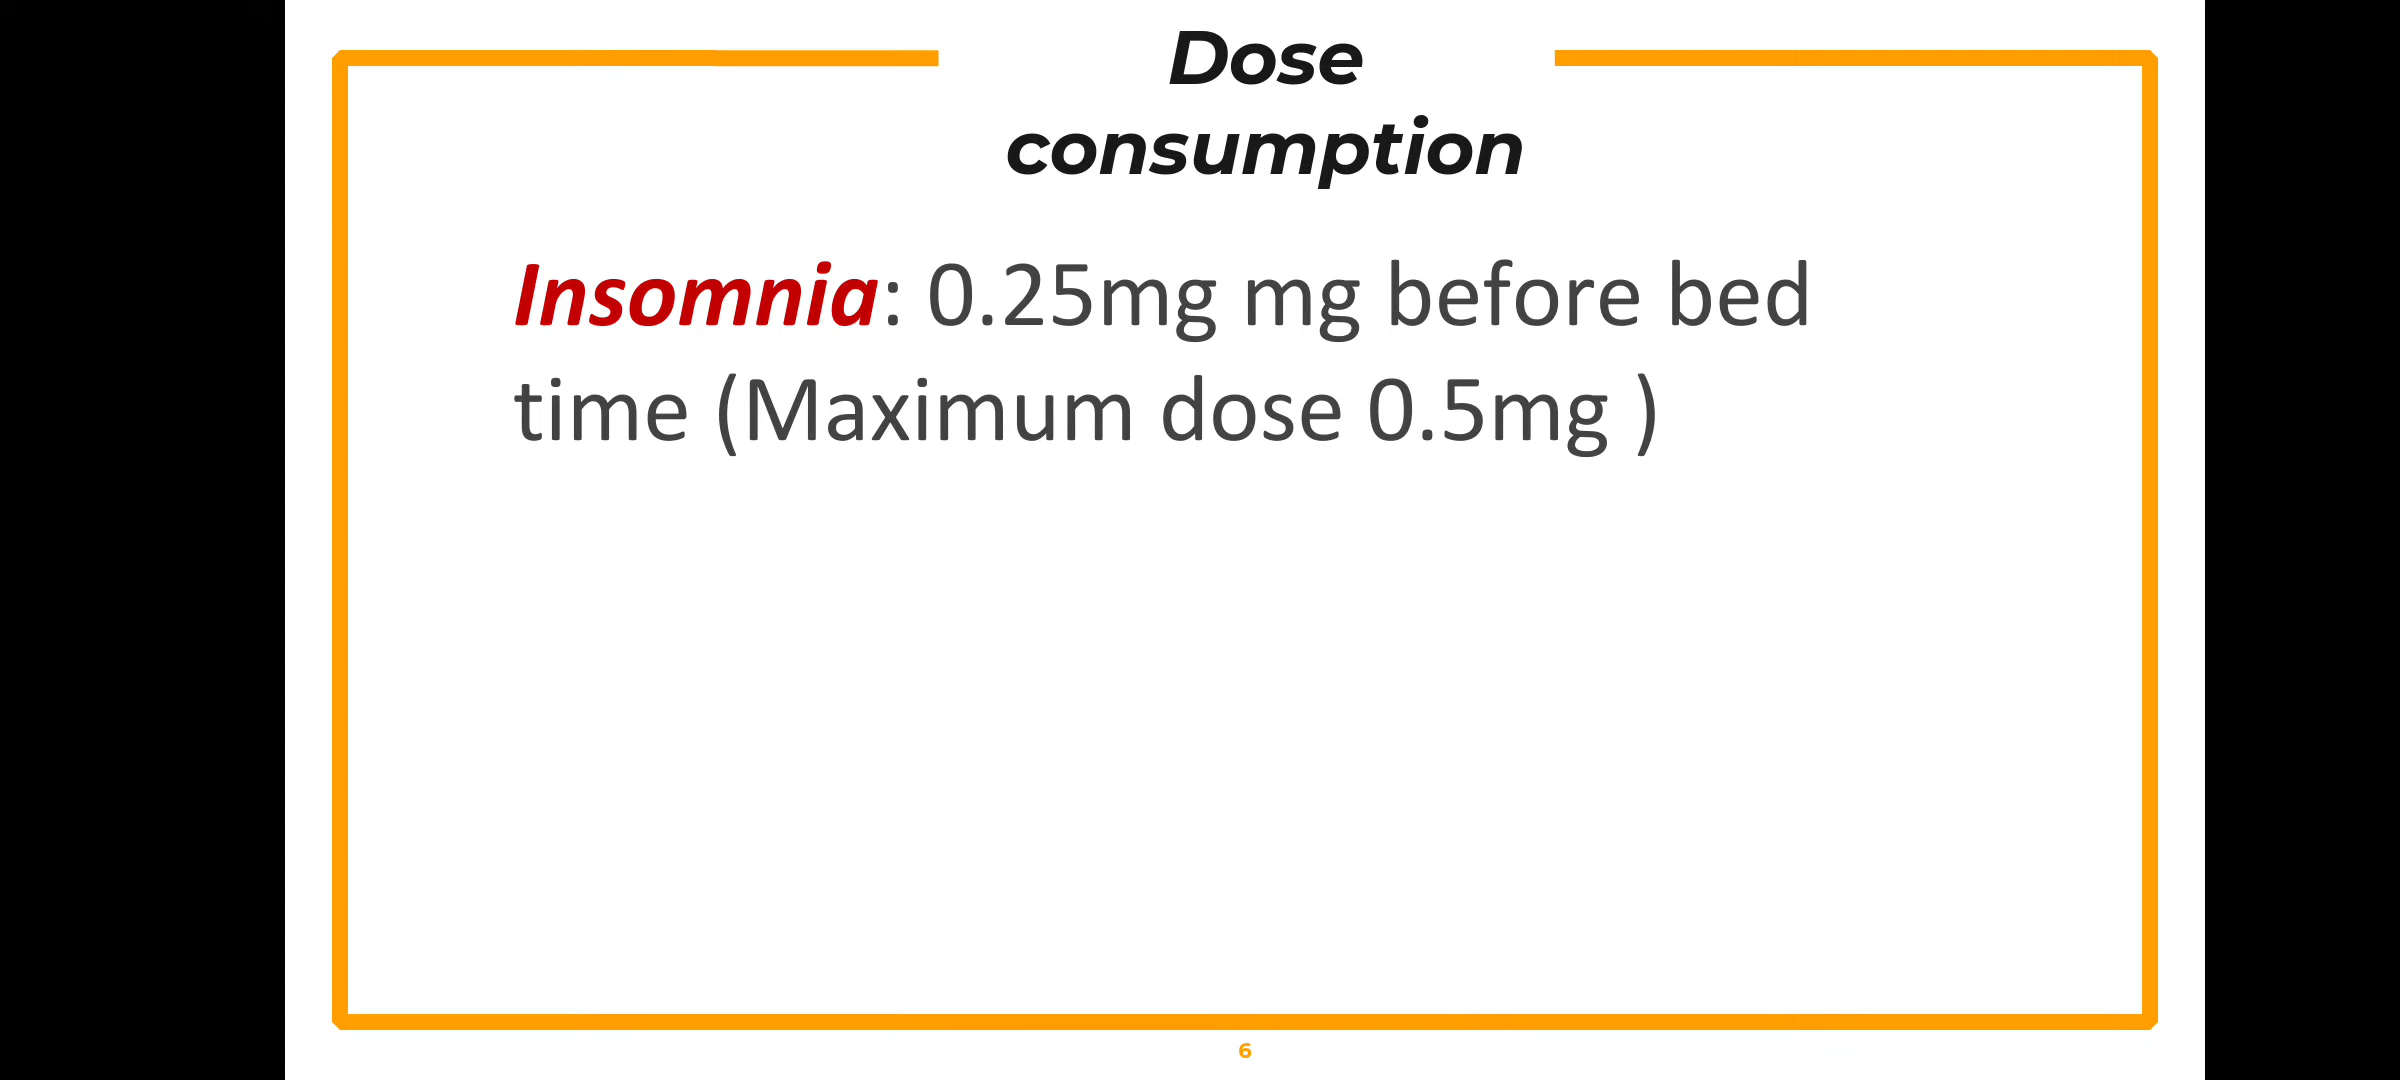 Dose
consumption
Insomnia: 0.25mg mg before bed
time (Maximum dose 0.5mg )
6